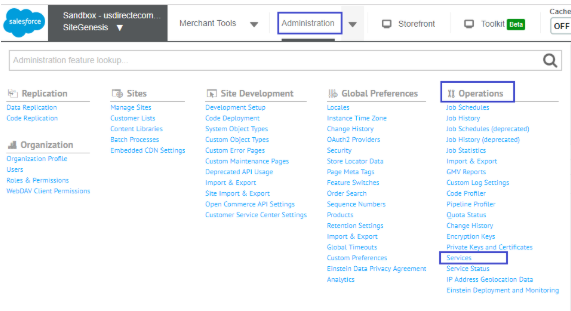 salesforce
Sandbox - usdirectecom...
SiteGenesis
Merchant Tools
Administration
Storefront
Toolkit Beta
Cache
OFF
Administration feature lookup...
Replication
Data Replication
Code Replication
Organization
Organization Profile
Users
Roles & Permissions
WebDAV Client Permissions
Sites
Manage Sites
Customer Lists
Content Libraries
Batch Processes
Embedded CDN Settings
Site Development
Development Setup
Code Deployment
System Object Types
Custom Object Types
Custom Error Pages
Custom Maintenance Pages
Deprecated API Usage
Import & Export
Site Import & Export
Open Commerce API Settings
Customer Service Center Settings
Global Preferences
Locales
Instance Time Zone
Change History
OAuth2 Providers
Security
Store Locator Data
Page Meta Tags
Feature Switches
Order Search
Sequence Numbers
Products
Retention Settings
Import & Export
Global Timeouts
Custom Preferences
Einstein Data Privacy Agreement
Analytics
Operations
Job Schedules
Job History
Job Schedules (deprecated)
Job History (deprecated)
Job Statistics
Import & Export
GMV Reports
Custom Log Settings
Code Profiler
Pipeline Profiler
Quota Status
Change History
Encryption Keys
Private Keys and Certificates
Services
Service Status
IP Address Geolocation Data
Einstein Deployment and Monitoring